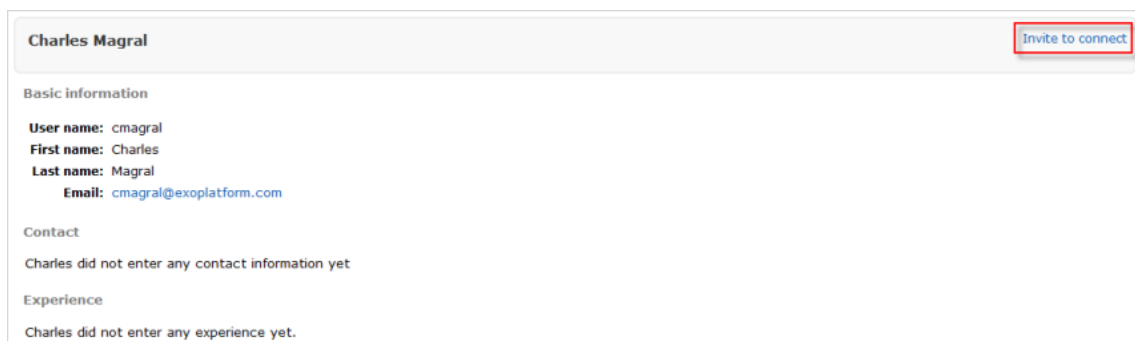 Charles Magral
Invite to connect
Basic information
User name: cmagral
First name: Charles
Last name: Magral
Email: cmagral@exoplatform.com
Contact
Charles did not enter any contact information yet
Experience
Charles did not enter any experience yet.